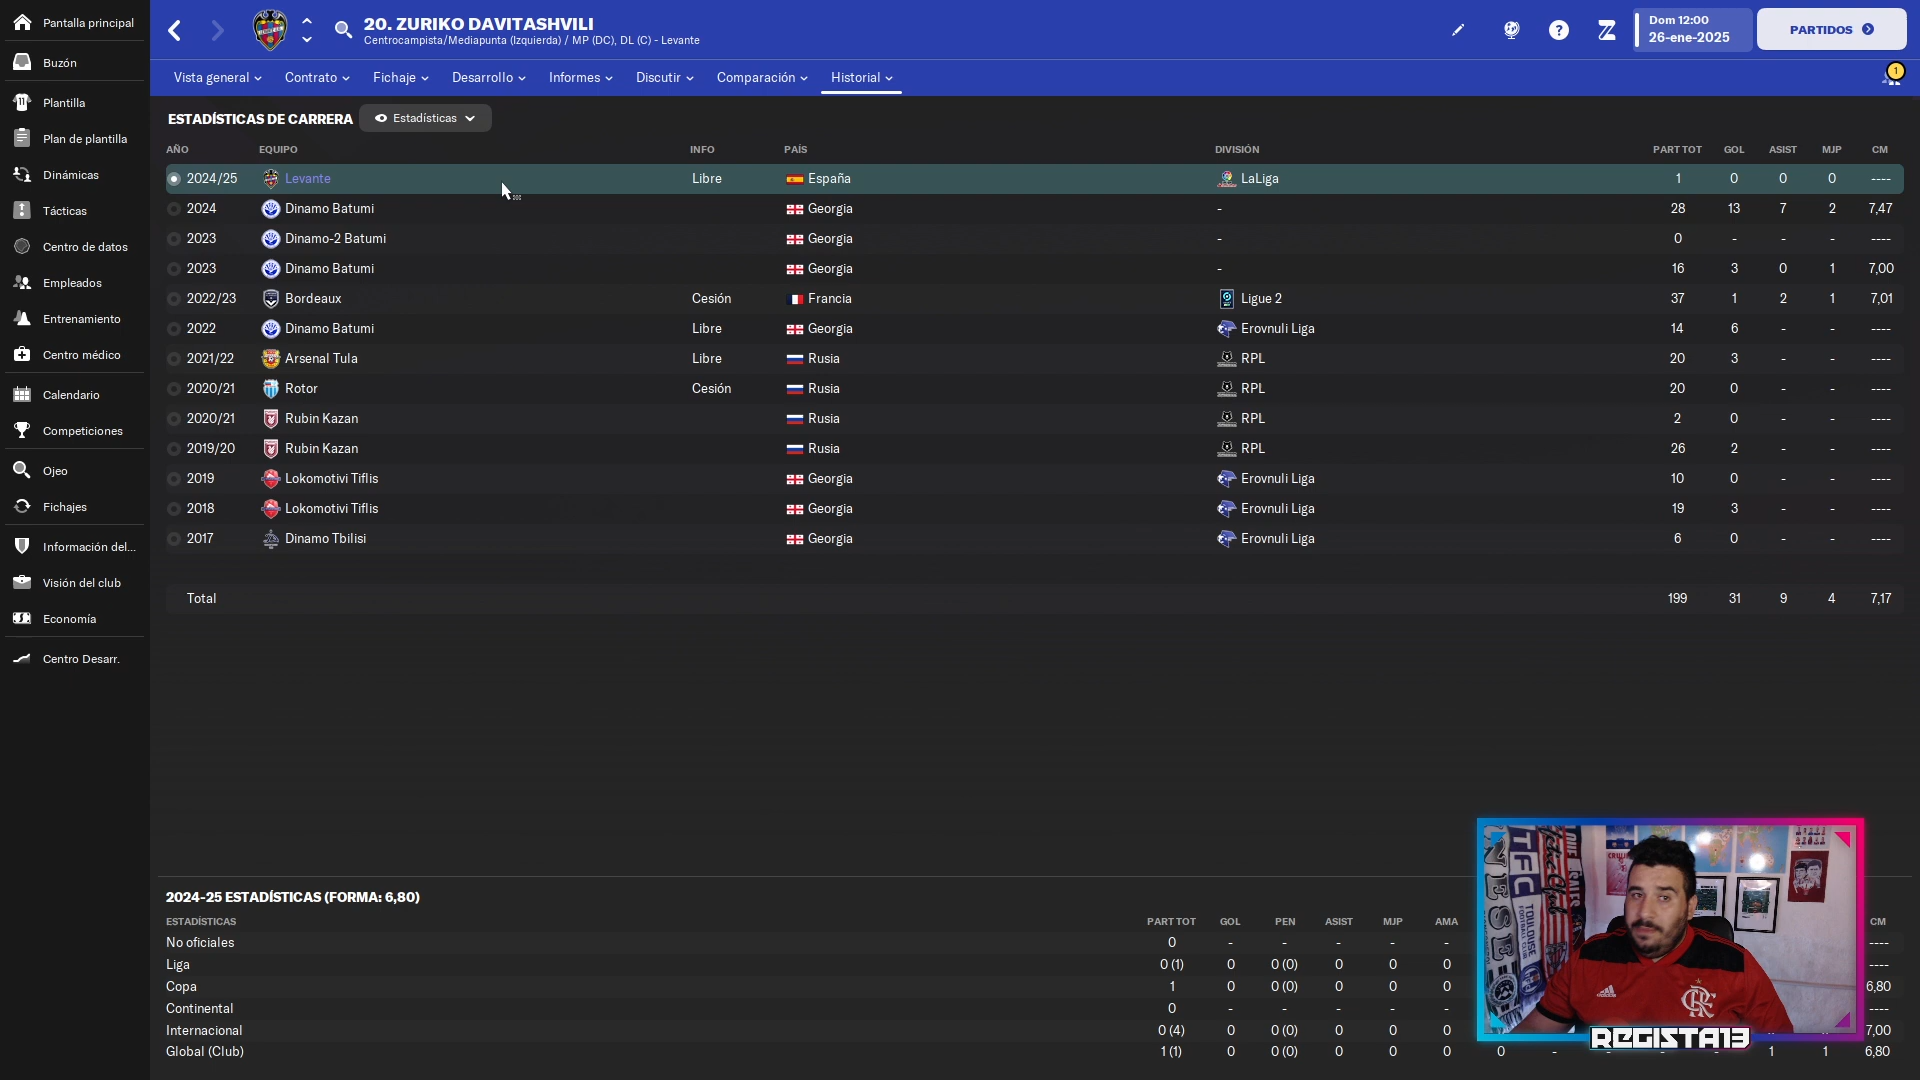 Pantalla principal
Buzón
Plantilla
Plan de plantilla
Dinámicas
Tácticas
Centro de datos
Empleados
Entrenamiento
Centro médico
Calendario
Competiciones
Ojeo
Fichajes
Información del...
Visión del club
Economía
Centro Desarr.
20. ZURIKO DAVITASHVILI
Centrocampista/Mediapunta (Izquierda) / MP (DC), DL (C) - Levante
Dom 12:00
26-ene-2025
PARTIDOS
Vista general Contrato Fichaje Desarrollo Informes Discutir Comparación Historial
1
ESTADÍSTICAS DE CARRERA Estadísticas
AÑO EQUIPO INFO PAÍS DIVISIÓN PART TOT GOL ASIST MJP CM
2024/25 Levante Libre España LaLiga 1 0 0 0 ----
2024 Dinamo Batumi Georgia - 28 13 7 2 7,47
2023 Dinamo-2 Batumi Georgia - 0 - - - ----
2023 Dinamo Batumi Georgia - 16 3 0 1 7,00
2022/23 Bordeaux Cesión Francia Ligue 2 37 1 2 1 7,01
2022 Dinamo Batumi Libre Georgia Erovnuli Liga 14 6 - - ----
2021/22 Arsenal Tula Libre Rusia RPL 20 3 - - ----
2020/21 Rotor Cesión Rusia RPL 20 0 - - ----
2020/21 Rubin Kazan Rusia RPL 2 0 - - ----
2019/20 Rubin Kazan Rusia RPL 26 2 - - ----
2019 Lokomotivi Tiflis Georgia Erovnuli Liga 10 0 - - ----
2018 Lokomotivi Tiflis Georgia Erovnuli Liga 19 3 - - ----
2017 Dinamo Tbilisi Georgia Erovnuli Liga 6 0 - - ----
Total 199 31 9 4 7,17
2024-25 ESTADÍSTICAS (FORMA: 6,80)
ESTADÍSTICAS PART TOT GOL PEN ASIST MJP AMA CM
No oficiales 0 - - - - - ----
Liga 0 (1) 0 0 (0) 0 0 0 ----
Copa 1 0 0 (0) 0 0 0 6,80
Continental 0 - - - - - ----
Internacional 0 (4) 0 0 (0) 0 0 0 7,00
Global (Club) 1 (1) 0 0 (0) 0 0 0 0 - 1 1 6,80
TFC
TOULOUSE
adidas
REGISTA13